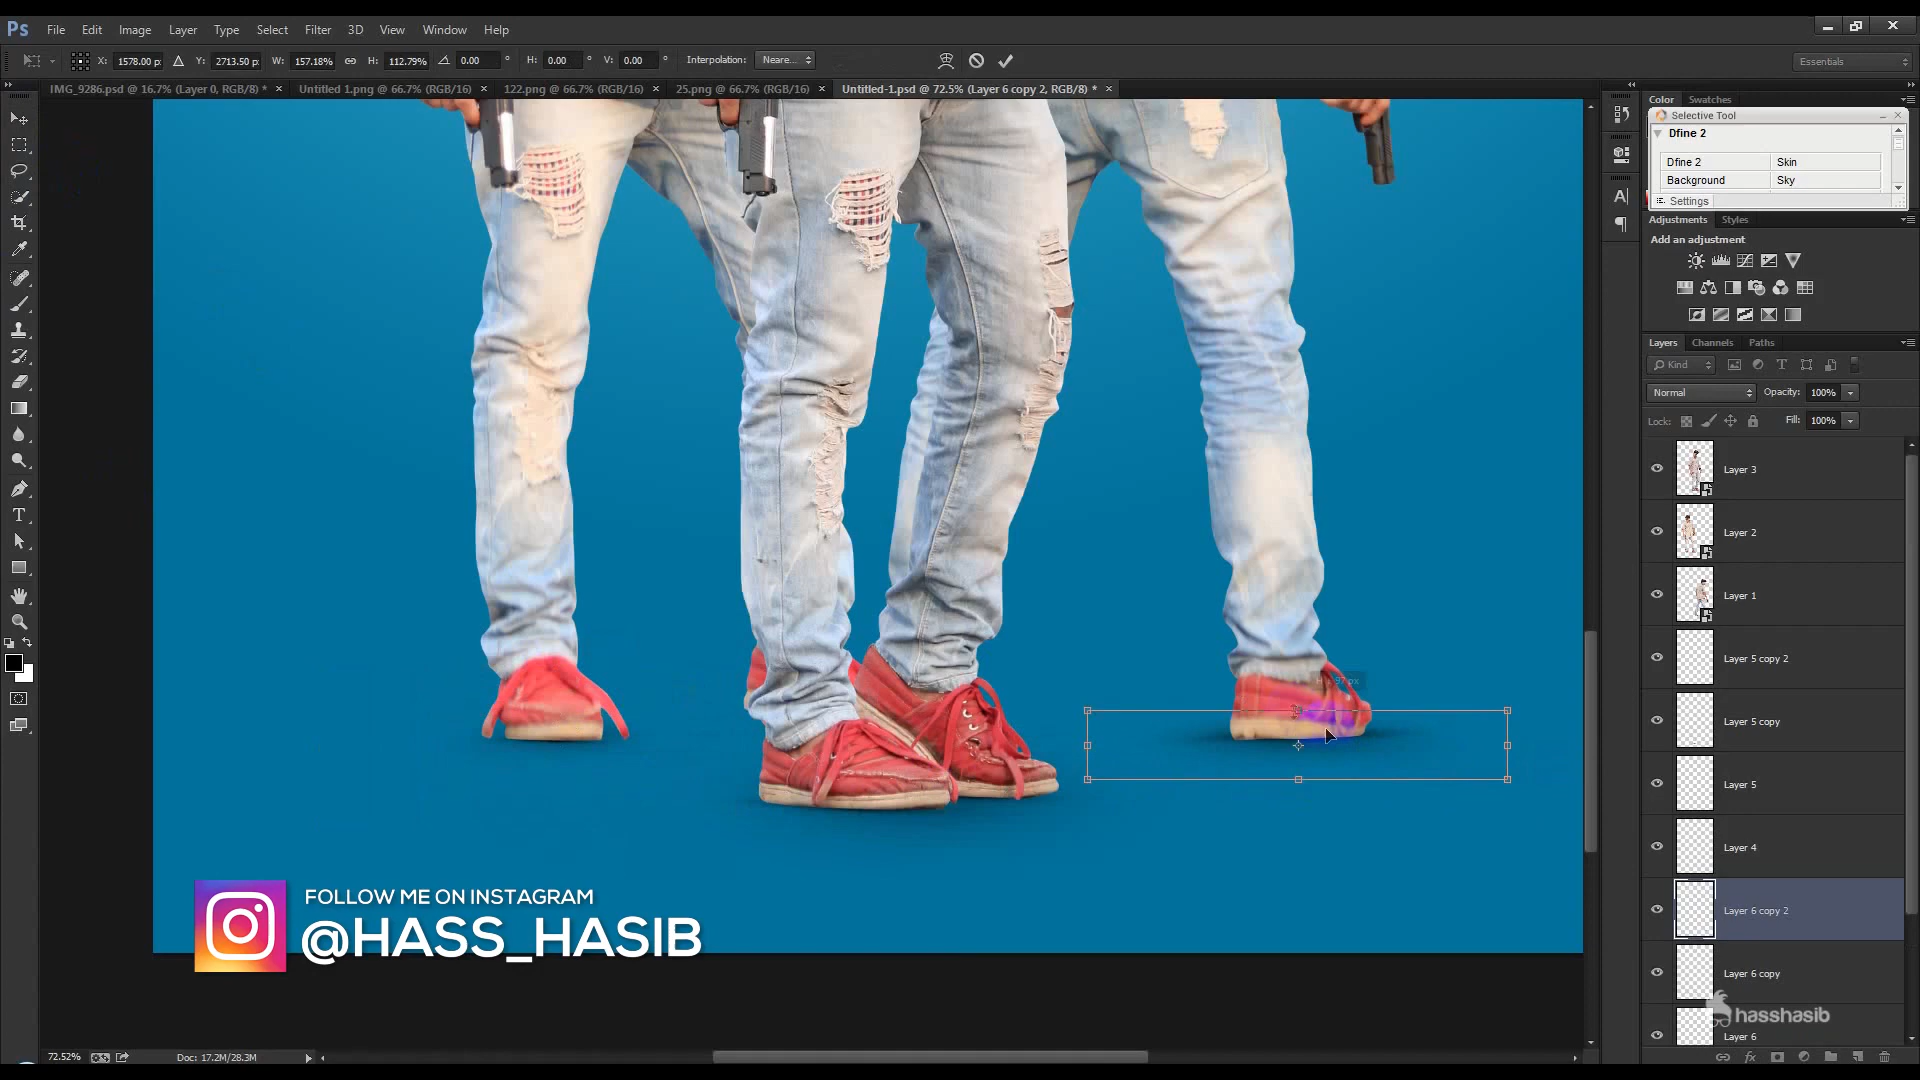 Ps File Edit Image Layer Type Select Filter 3D View Window Help
X: 1578.00 p: Y: 2713.50 p: W: 157.18% H: 112.79% 0.00 ° H: 0.00 ° V: 0.00 ° Interpolation: Neare... Essentials
IMG_9286.psd @ 16.7% (Layer 0, RGB/8) * × Untitled 1.png @ 66.7% (RGB/16) × 122.png @ 66.7% (RGB/16) × 25.png @ 66.7% (RGB/16) × Untitled-1.psd @ 72.5% (Layer 6 copy 2, RGB/8) * ×
Color Swatches
Selective Tool
Dfine 2
Dfine 2 Skin
Background Sky
Settings
Adjustments Styles
Add an adjustment
Layers Channels Paths
Kind
Normal Opacity: 100%
Lock: Fill: 100%
Layer 3
Layer 2
Layer 1
Layer 5 copy 2
Layer 5 copy
Layer 5
Layer 4
Layer 6 copy 2
Layer 6 copy
Layer 6
FOLLOW ME ON INSTAGRAM
@HASS_HASIB
hasshasib
72.52% Doc: 17.2M/28.3M